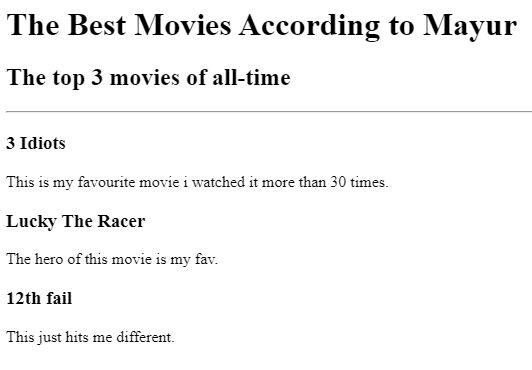 The Best Movies According to Mayur
The top 3 movies of all-time
3 Idiots
This is my favourite movie i watched it more than 30 times.
Lucky The Racer
The hero of this movie is my fav.
12th fail
This just hits me different.